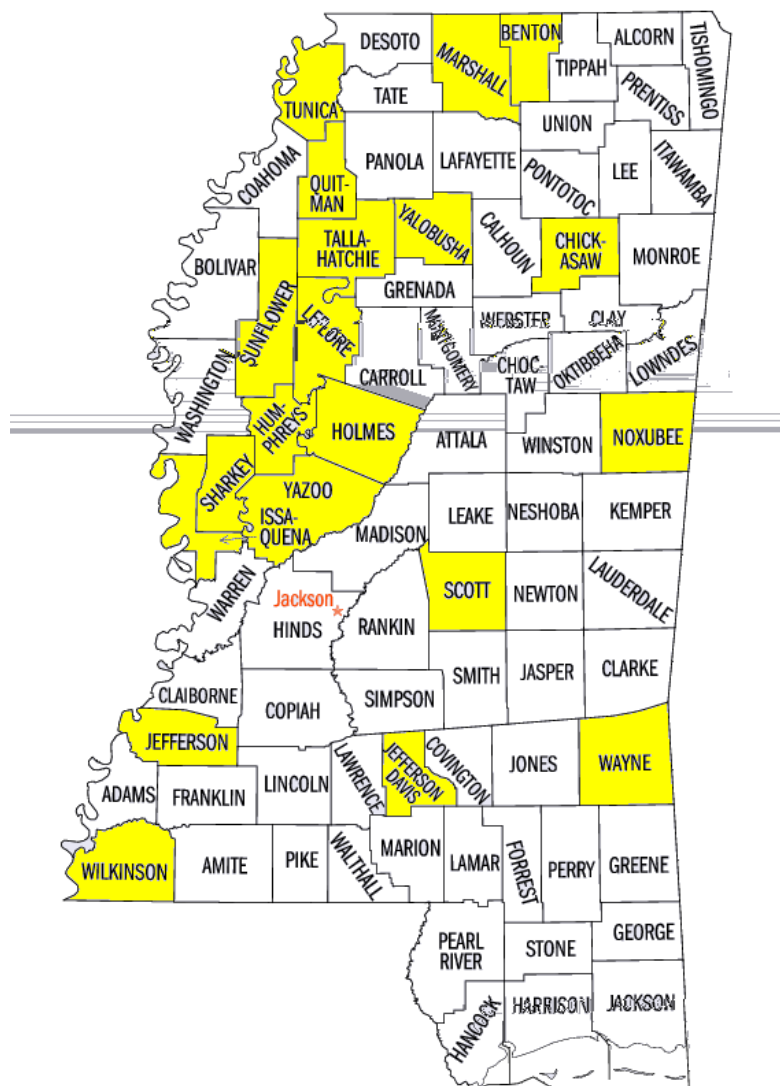 DESOTO
MARSHALL
BENTON
TIPPAH
ALCORN
TISHOMINGO
TUNICA
TATE
PRENTISS
UNION
COAHOMA
QUIT-
MAN
PANOLA
LAFAYETTE
PONTOTOC
LEE
ITAWAMBA
TALLA-
HATCHIE
YALOBUSHA
CALHOUN
CHICK-
ASAW
MONROE
BOLIVAR
SUNFLOWER
LEFLORE
GRENADA
WEBSTER
CLAY
WASHINGTON
CARROLL
MONTGOMERY
CHOC-
TAW
OKTIBBEHA
LOWNDES
HUM-
PHREYS
HOLMES
ATTALA
WINSTON
NOXUBEE
SHARKEY
YAZOO
ISSA-
QUENA
MADISON
LEAKE
NESHOBA
KEMPER
WARREN
Jackson
*
HINDS
RANKIN
SCOTT
NEWTON
LAUDERDALE
CLAIBORNE
COPIAH
SIMPSON
SMITH
JASPER
CLARKE
JEFFERSON
LAWRENCE
JEFFERSON
DAVIS
COVINGTON
JONES
WAYNE
ADAMS
FRANKLIN
LINCOLN
WILKINSON
AMITE
PIKE
WALTHALL
MARION
LAMAR
FORREST
PERRY
GREENE
PEARL
RIVER
STONE
GEORGE
HANCOCK
HARRISON
JACKSON